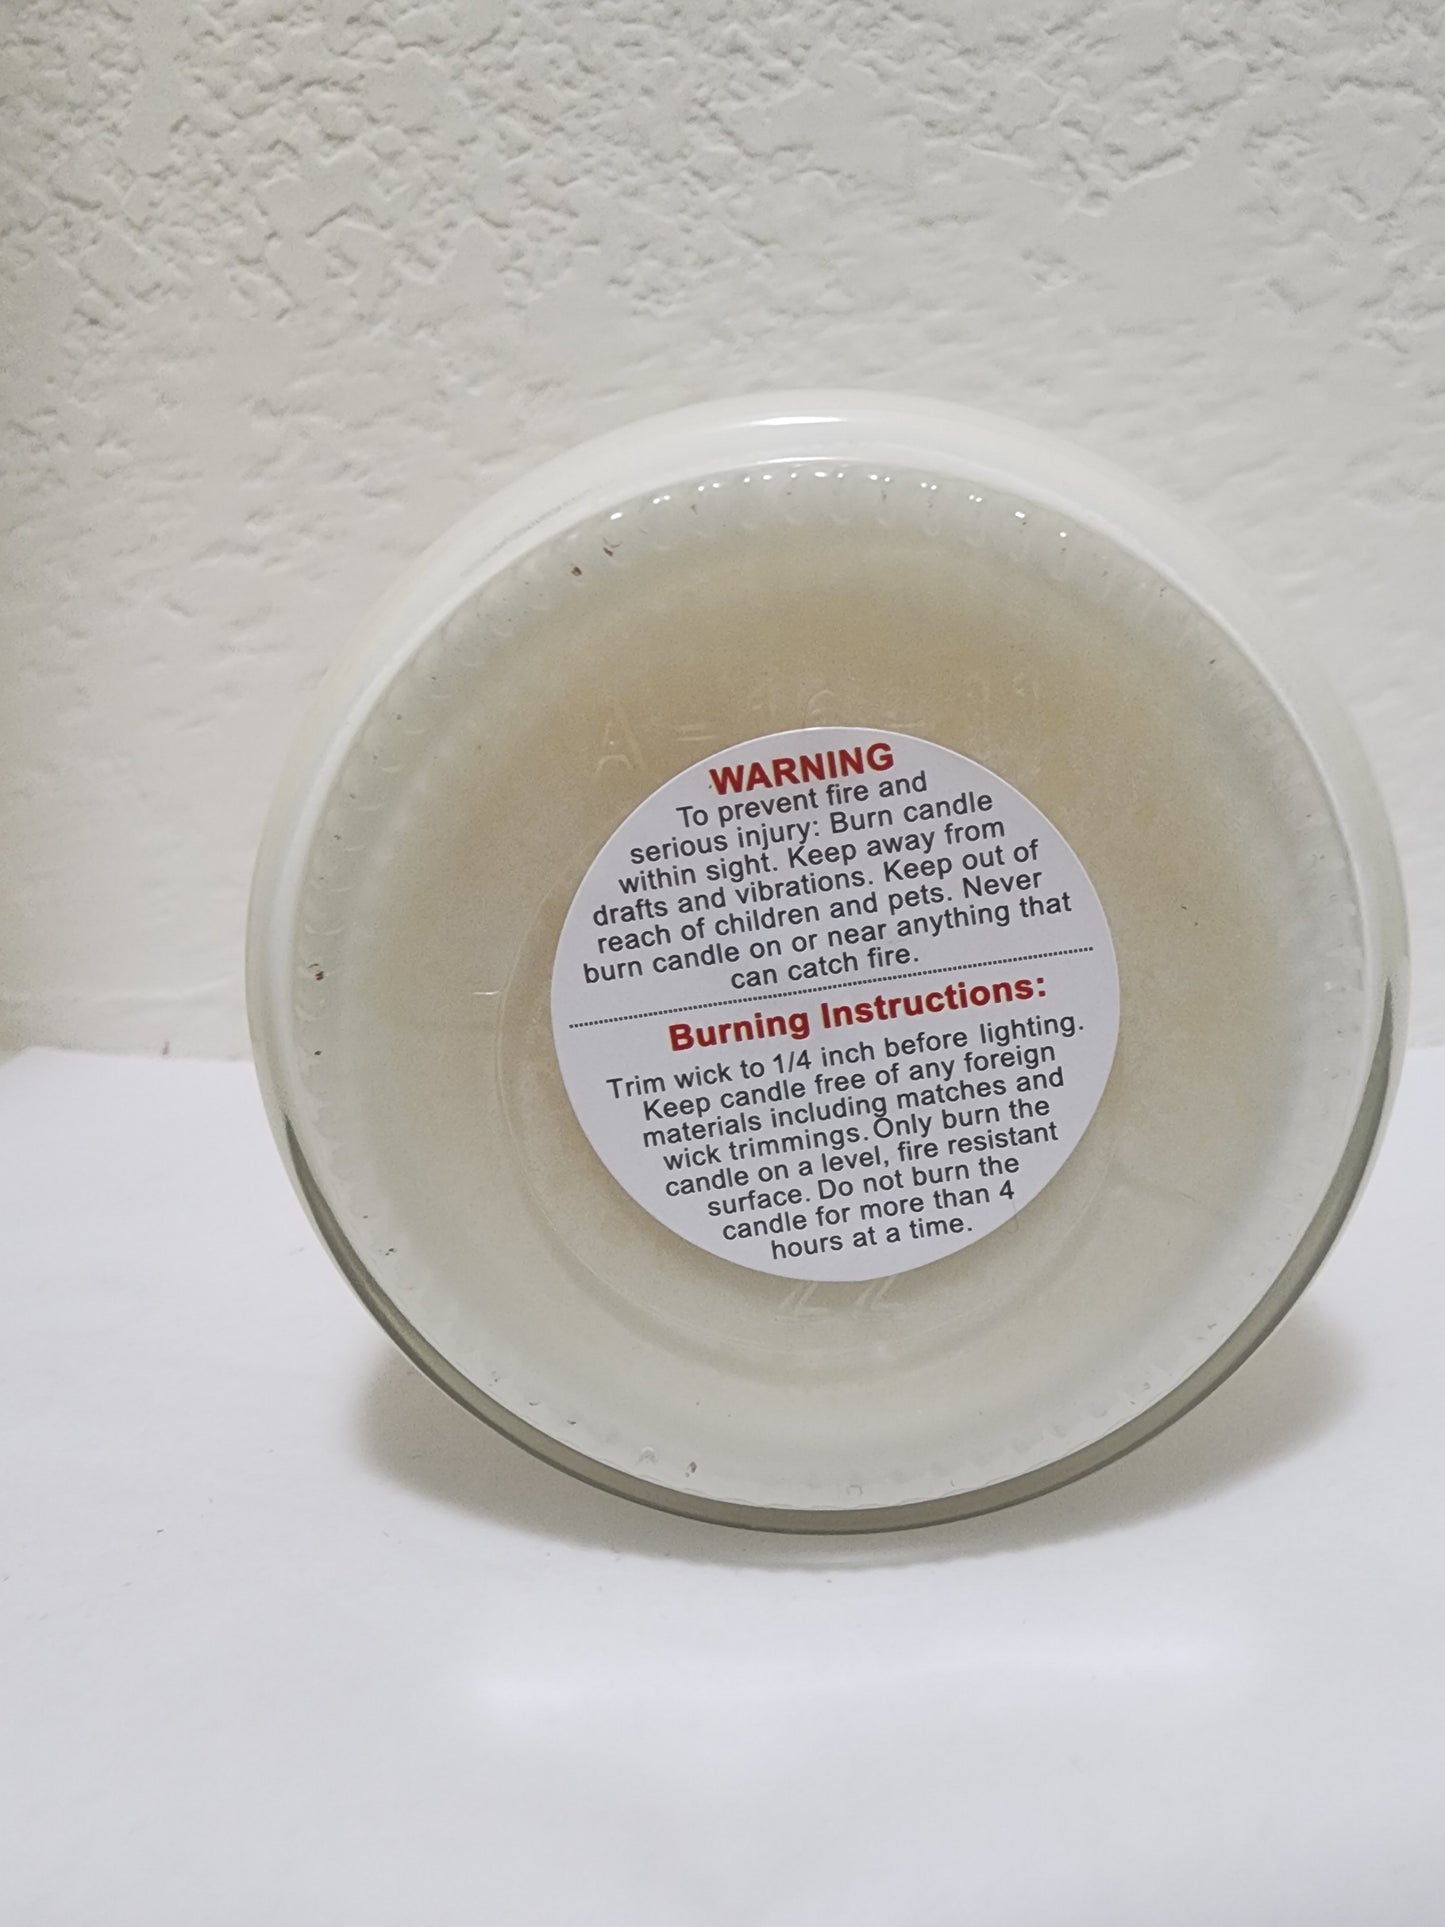 WARNING
To prevent fire and
serious injury: Burn candle
within sight. Keep away from
drafts and vibrations. Keep out of
reach of children and pets. Never
burn candle on or near anything that
can catch fire.
Burning Instructions:
Trim wick to 1/4 inch before lighting.
Keep candle free of any foreign
materials including matches and
wick trimmings. Only burn the
candle on a level, fire resistant
surface. Do not burn the
candle for more than 4
hours at a time.